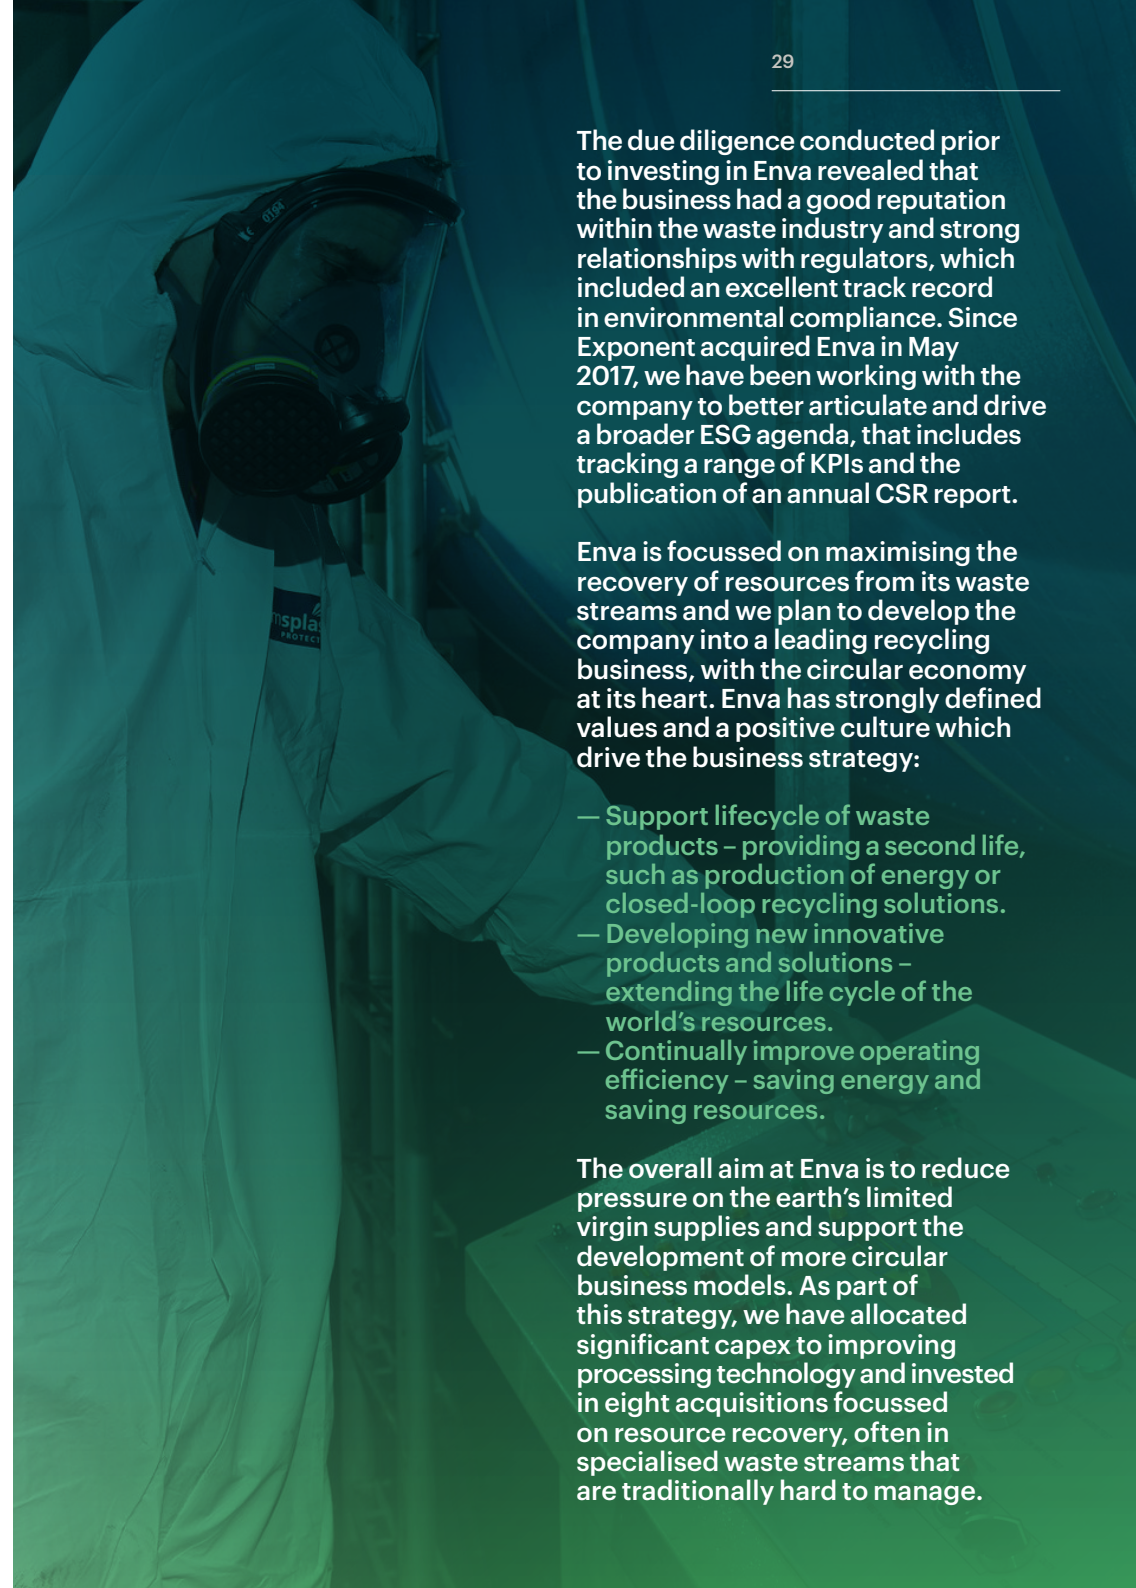 29
The due diligence conducted prior
to investing in Enva revealed that
the business had a good reputation
within the waste industry and strong
relationships with regulators, which
included an excellent track record
in environmental compliance. Since
Exponent acquired Enva in May
2017, we have been working with the
company to better articulate and drive
a broader ESG agenda, that includes
tracking a range of KPIs and the
publication of an annual CSR report.
Enva is focussed on maximising the
recovery of resources from its waste
streams and we plan to develop the
company into a leading recycling
business, with the circular economy
at its heart. Enva has strongly defined
values and a positive culture which
drive the business strategy:
— Support lifecycle of waste
products – providing a second life,
such as production of energy or
closed-loop recycling solutions.
— Developing new innovative
products and solutions –
extending the life cycle of the
world’s resources.
— Continually improve operating
efficiency – saving energy and
saving resources.
The overall aim at Enva is to reduce
pressure on the earth’s limited
virgin supplies and support the
development of more circular
business models. As part of
this strategy, we have allocated
significant capex to improving
processing technology and invested
in eight acquisitions focussed
on resource recovery, often in
specialised waste streams that
are traditionally hard to manage.